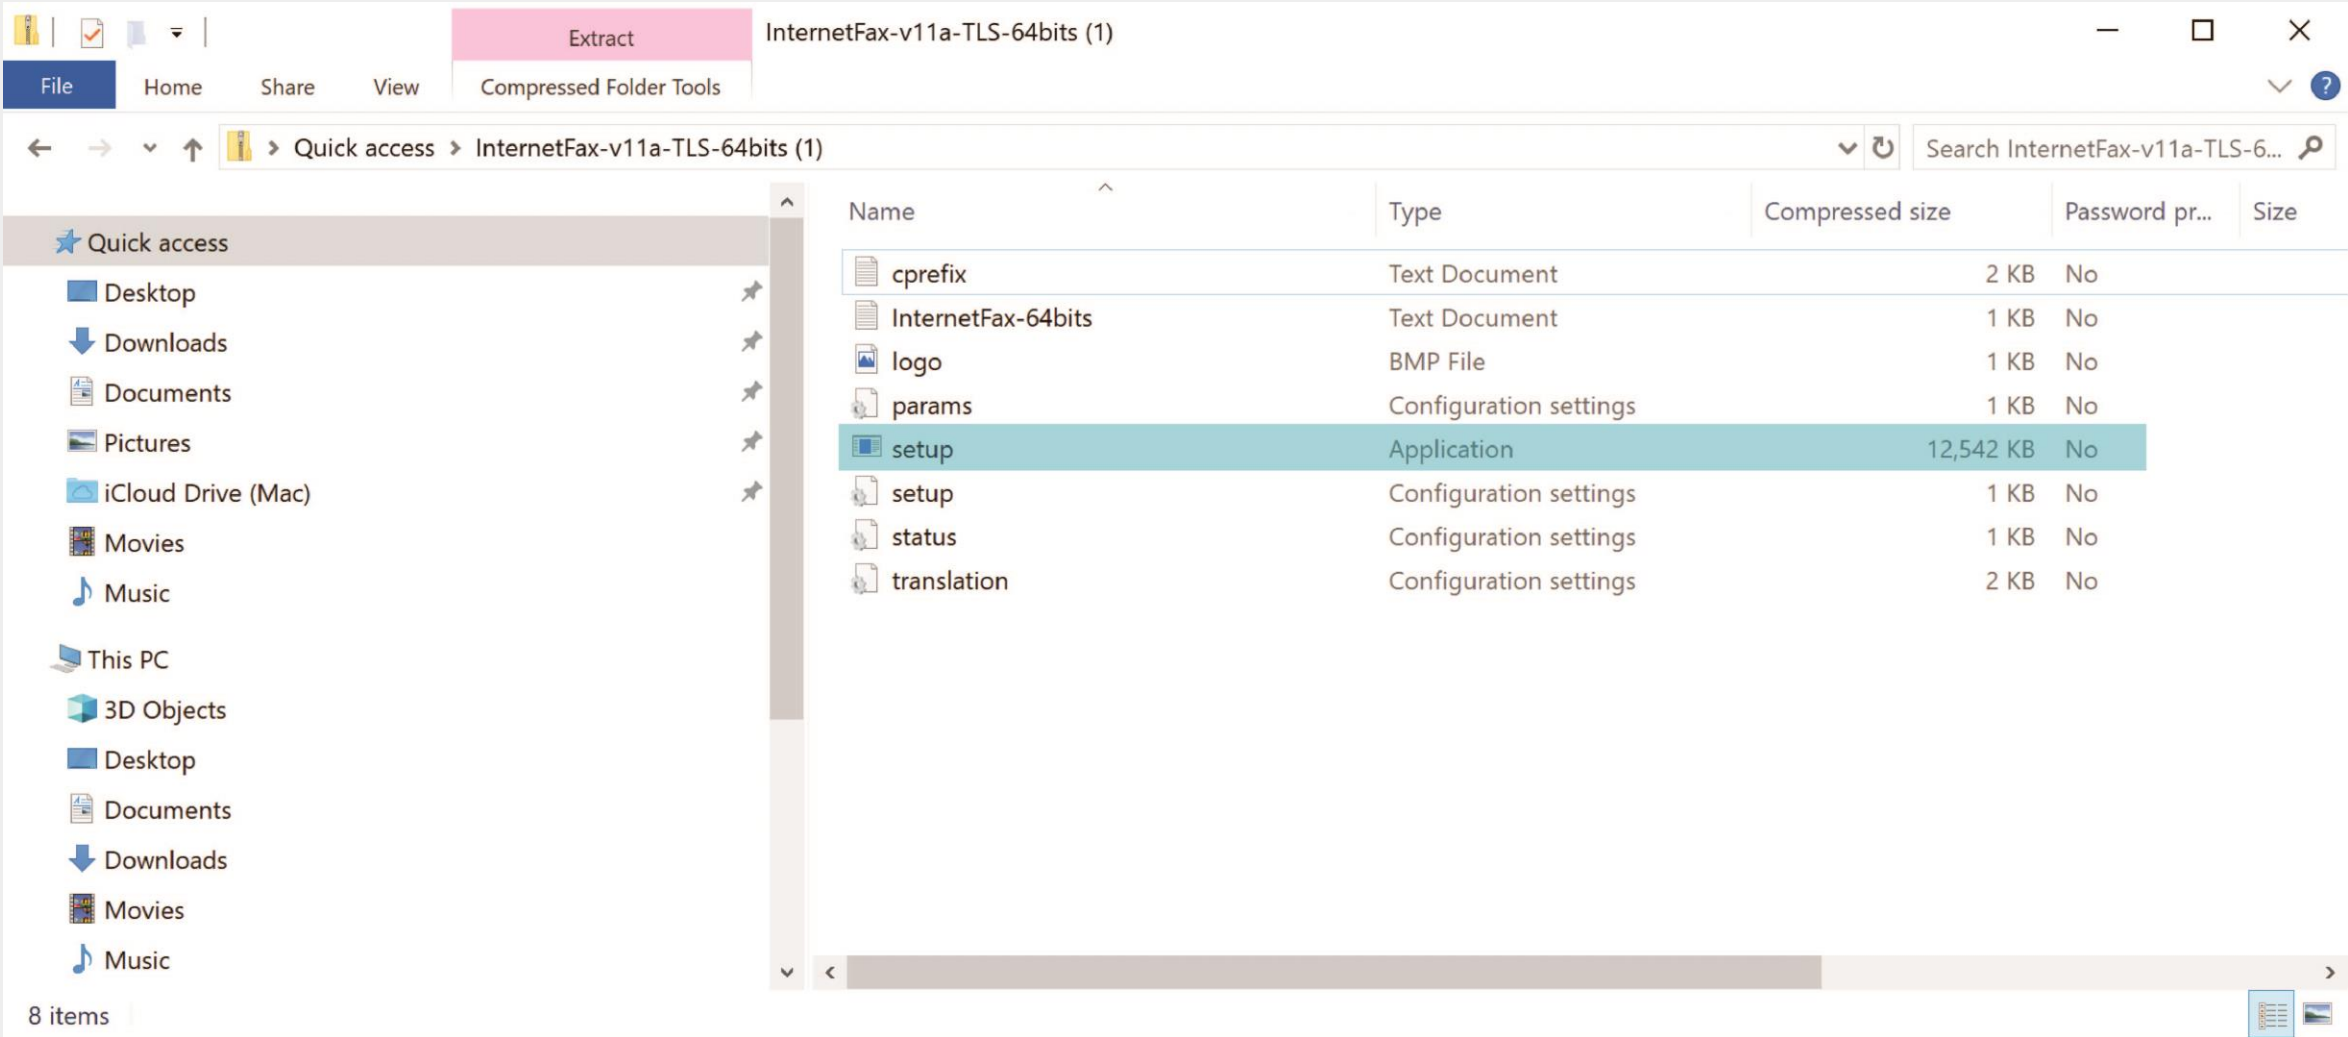 Extract InternetFax-v11a-TLS-64bits (1)
File Home Share View Compressed Folder Tools ?
Quick access InternetFax-v11a-TLS-64bits (1) Search InternetFax-v11a-TLS-6...
Quick access
Desktop
Downloads
Documents
Pictures
iCloud Drive (Mac)
Movies
Music
This PC
3D Objects
Desktop
Documents
Downloads
Movies
Music
Name Type Compressed size Password pr... Size
cprefix Text Document 2 KB No
InternetFax-64bits Text Document 1 KB No
logo BMP File 1 KB No
params Configuration settings 1 KB No
setup Application 12,542 KB No
setup Configuration settings 1 KB No
status Configuration settings 1 KB No
translation Configuration settings 2 KB No
8 items